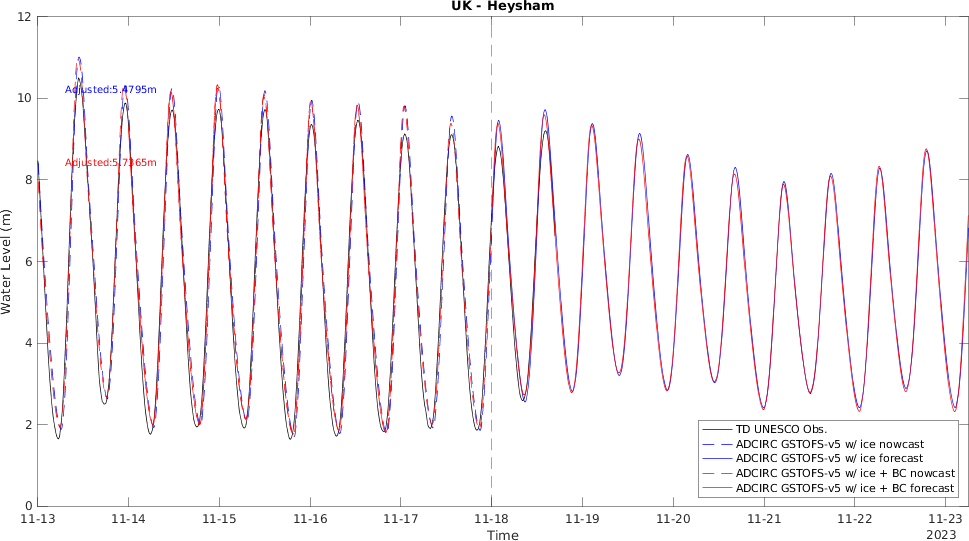 UK - Heysham
12
10
8
6
4
2
0
Water Level (m)
Adjusted:5.4795m
Adjusted:5.7365m
TD UNESCO Obs.
ADCIRC GSTOFS-v5 w/ ice nowcast
ADCIRC GSTOFS-v5 w/ ice forecast
ADCIRC GSTOFS-v5 w/ ice + BC nowcast
ADCIRC GSTOFS-v5 w/ ice + BC forecast
11-13 11-14 11-15 11-16 11-17 11-18 11-19 11-20 11-21 11-22 11-23
Time
2023